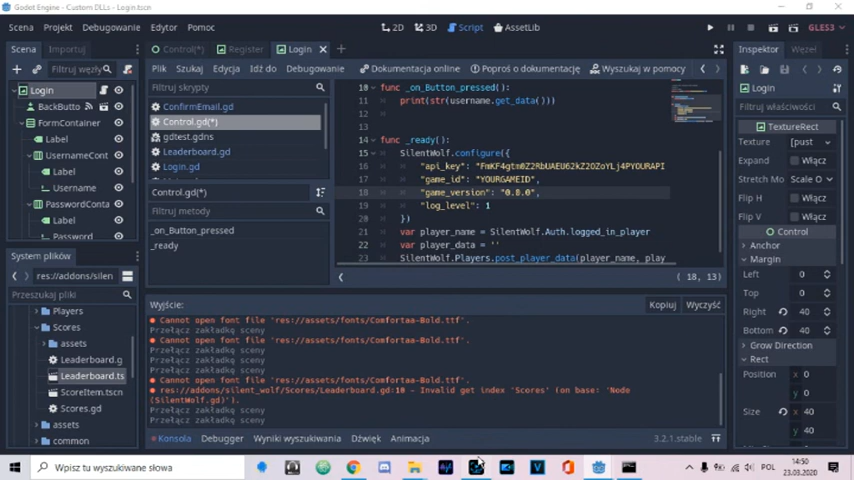 Godot Engine - Custom DLLs - Login.tscn
Scena Projekt Debugowanie Edytor Pomoc
2D 3D Script AssetLib
GLES3
Scena Importuj
Filtruj węzły
Login
BackButto
FormContainer
Label
UsernameCont
Label
Username
PasswordConta
Label
Password
System plików
res://addons/silen
Przeszukaj pliki
Players
Scores
assets
Leaderboard.g
Leaderboard.ts
ScoreItem.tscn
Scores.gd
assets
common
Control(*) Register Login
Plik Szukaj Edycja Idź do Debugowanie Dokumentacja online Poproś o dokumentację Wyszukaj w pomocy
Filtruj skrypty
ConfirmEmail.gd
Control.gd(*)
gdtest.gdns
Leaderboard.gd
Login.gd
Control.gd(*)
Filtruj metody
_on_Button_pressed
_ready
10 func _on_Button_pressed():
11 print(str(username.get_data()))
12
13
14 func _ready():
15 SilentWolf.configure({
16 "api_key": "FmKF4gtm0Z2RbUAEU62kZ2OZoYLj4PYOURAPI
17 "game_id": "YOURGAMEID",
18 "game_version": "0.8.0",
19 "log_level": 1
20 })
21 var player_name = SilentWolf.Auth.logged_in_player
22 var player_data = ''
23 SilentWolf.Players.post_player_data(player_name, play
( 18, 13)
Wyjście:
Kopiuj Wyczyść
Cannot open font file 'res://assets/fonts/Comfortaa-Bold.ttf'.
Przełącz zakładkę sceny
Cannot open font file 'res://assets/fonts/Comfortaa-Bold.ttf'.
Przełącz zakładkę sceny
Przełącz zakładkę sceny
Cannot open font file 'res://assets/fonts/Comfortaa-Bold.ttf'.
res://addons/silent_wolf/Scores/Leaderboard.gd:10 - Invalid get index 'Scores' (on base: 'Node
(SilentWolf.gd)').
Przełącz zakładkę sceny
Przełącz zakładkę sceny
Konsola Debugger Wyniki wyszukiwania Dźwięk Animacja
3.2.1.stable
Inspektor Węzeł
Login
Filtruj właściwości
TextureRect
Texture [pust
Expand Włącz
Stretch Mo Scale O
Flip H Włącz
Flip V Włącz
Control
Anchor
Margin
Left 0
Top 0
Right 40
Bottom 40
Grow Direction
Rect
Position x 0
y 0
Size x 40
y 40
Wpisz tu wyszukiwane słowa
POL
14:50
23.03.2020